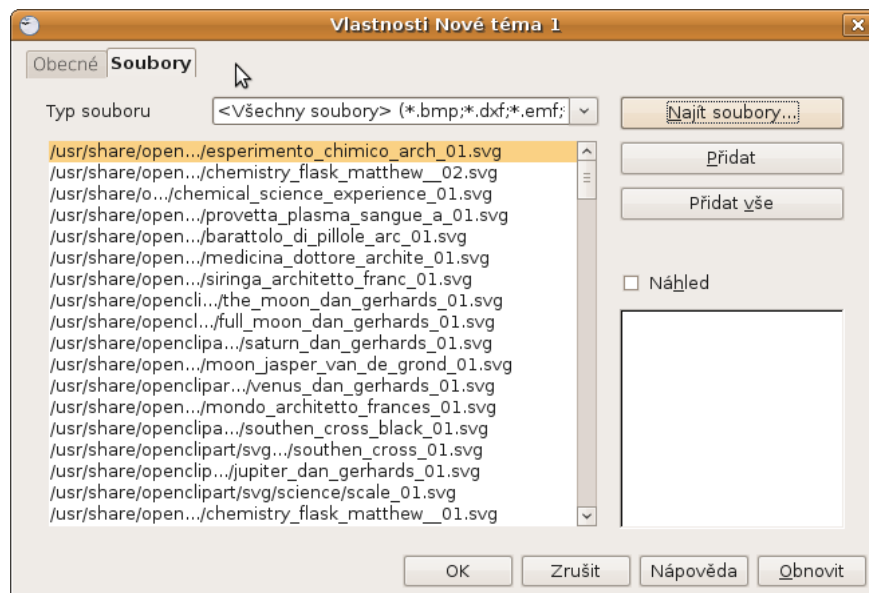 Vlastnosti Nové téma 1
Obecné Soubory
Typ souboru <Všechny soubory> (*.bmp;*.dxf;*.emf; Najít soubory...
/usr/share/open.../esperimento_chimico_arch_01.svg
/usr/share/open.../chemistry_flask_matthew__02.svg
/usr/share/o.../chemical_science_experience_01.svg
/usr/share/open.../provetta_plasma_sangue_a_01.svg
/usr/share/open.../barattolo_di_pillole_arc_01.svg
/usr/share/open.../medicina_dottore_archite_01.svg
/usr/share/open.../siringa_architetto_franc_01.svg
/usr/share/opencli.../the_moon_dan_gerhards_01.svg
/usr/share/opencl.../full_moon_dan_gerhards_01.svg
/usr/share/openclipa.../saturn_dan_gerhards_01.svg
/usr/share/open.../moon_jasper_van_de_grond_01.svg
/usr/share/openclipar.../venus_dan_gerhards_01.svg
/usr/share/open.../mondo_architetto_frances_01.svg
/usr/share/openclipa.../southen_cross_black_01.svg
/usr/share/openclipart/svg.../southen_cross_01.svg
/usr/share/openclip.../jupiter_dan_gerhards_01.svg
/usr/share/openclipart/svg/science/scale_01.svg
/usr/share/open.../chemistry_flask_matthew__01.svg
Přidat
Přidat vše
Náhled
OK Zrušit Nápověda Obnovit